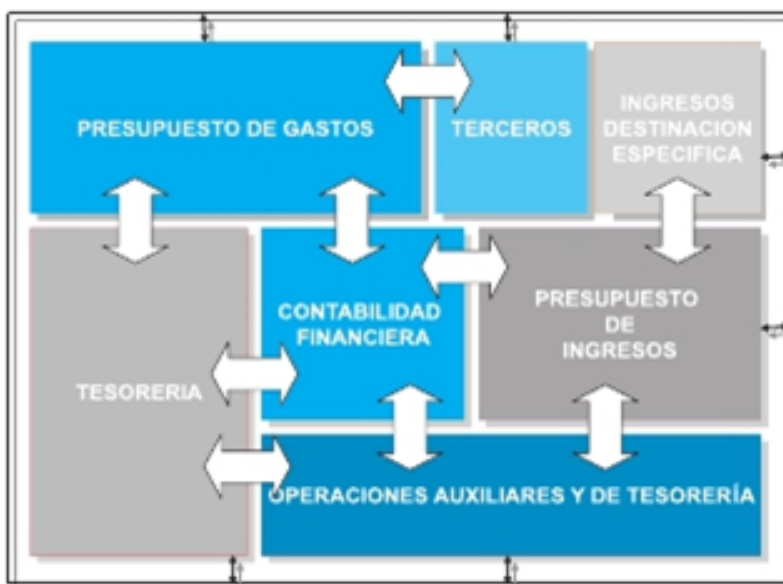 PRESUPUESTO DE GASTOS
TERCEROS
INGRESOS
DESTINACION
ESPECIFICA
TESORERIA
CONTABILIDAD
FINANCIERA
PRESUPUESTO
DE
INGRESOS
OPERACIONES AUXILIARES Y DE TESORERÍA